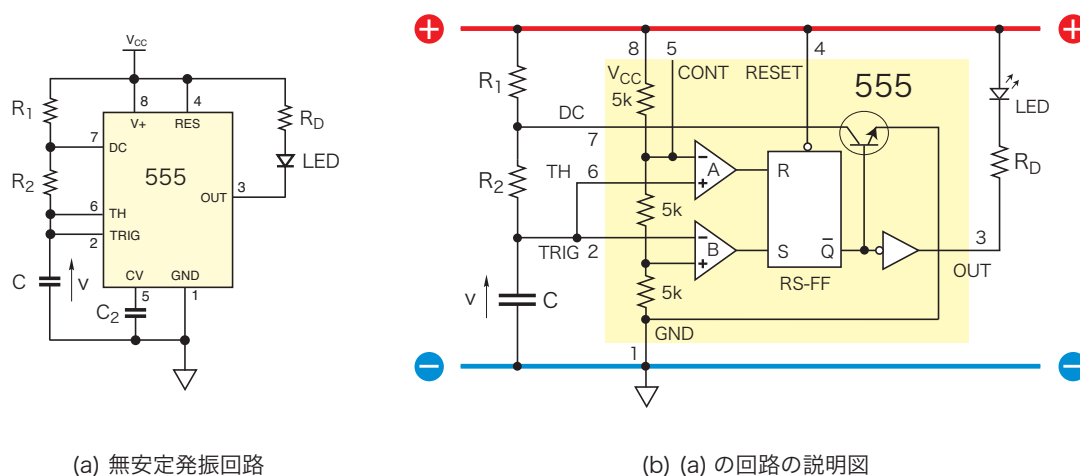 VCC
R1
8
4
V+
RES
RD
7
DC
LED
R2
555
3
OUT
6
TH
TRIG
2
C
v
CV
GND
5
1
C2
(a) 無安定発振回路
+
+
8
5
4
R1
VCC
CONT
RESET
555
5k
LED
DC
7
R2
TH
6
−
A
+
R
RD
5k
TRIG
2
−
B
+
S
Q
3
OUT
RS-FF
v
C
5k
GND
1
−
−
(b) (a) の回路の説明図